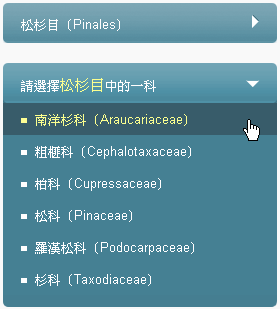 松杉目（Pinales）
請選擇松杉目中的一科
南洋杉科（Araucariaceae）
粗榧科（Cephalotaxaceae）
柏科（Cupressaceae）
松科（Pinaceae）
羅漢松科（Podocarpaceae）
杉科（Taxodiaceae）